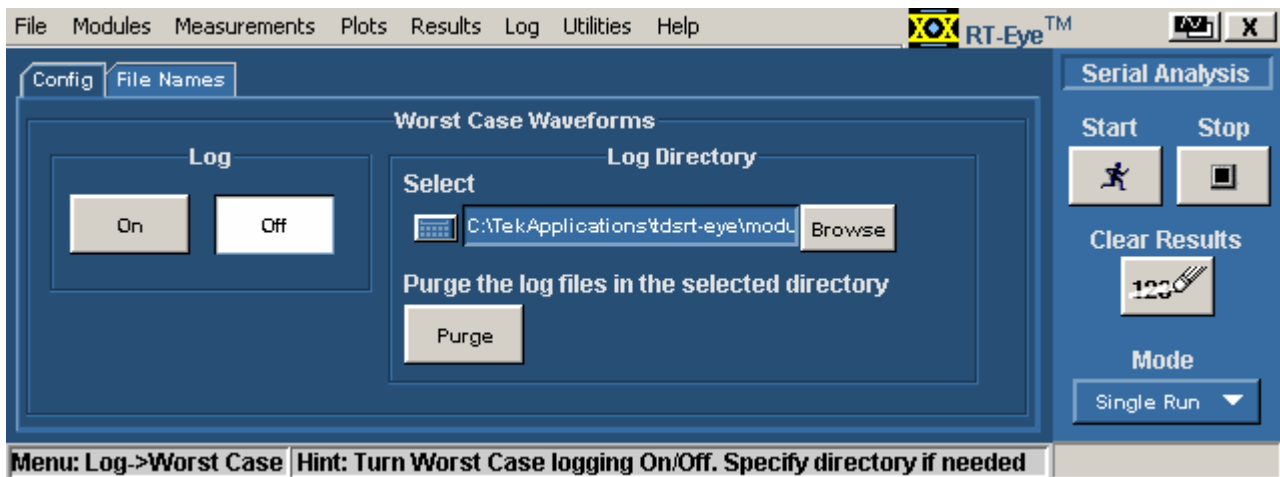 File Modules Measurements Plots Results Log Utilities Help RT-Eye™ X
Config File Names
Worst Case Waveforms
Log
On Off
Log Directory
Select
C:\TekApplications\tdsrt-eye\modu Browse
Purge the log files in the selected directory
Purge
Serial Analysis
Start Stop
Clear Results
123
Mode
Single Run
Menu: Log->Worst Case Hint: Turn Worst Case logging On/Off. Specify directory if needed